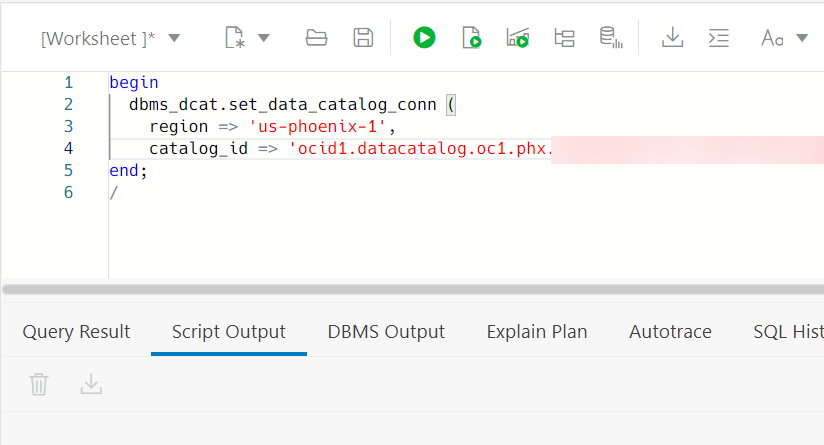 [Worksheet ]*
Aa
1 begin
2 dbms_dcat.set_data_catalog_conn (
3 region => 'us-phoenix-1',
4 catalog_id => 'ocid1.datacatalog.oc1.phx.
5 end;
6 /
Query Result Script Output DBMS Output Explain Plan Autotrace SQL Hist